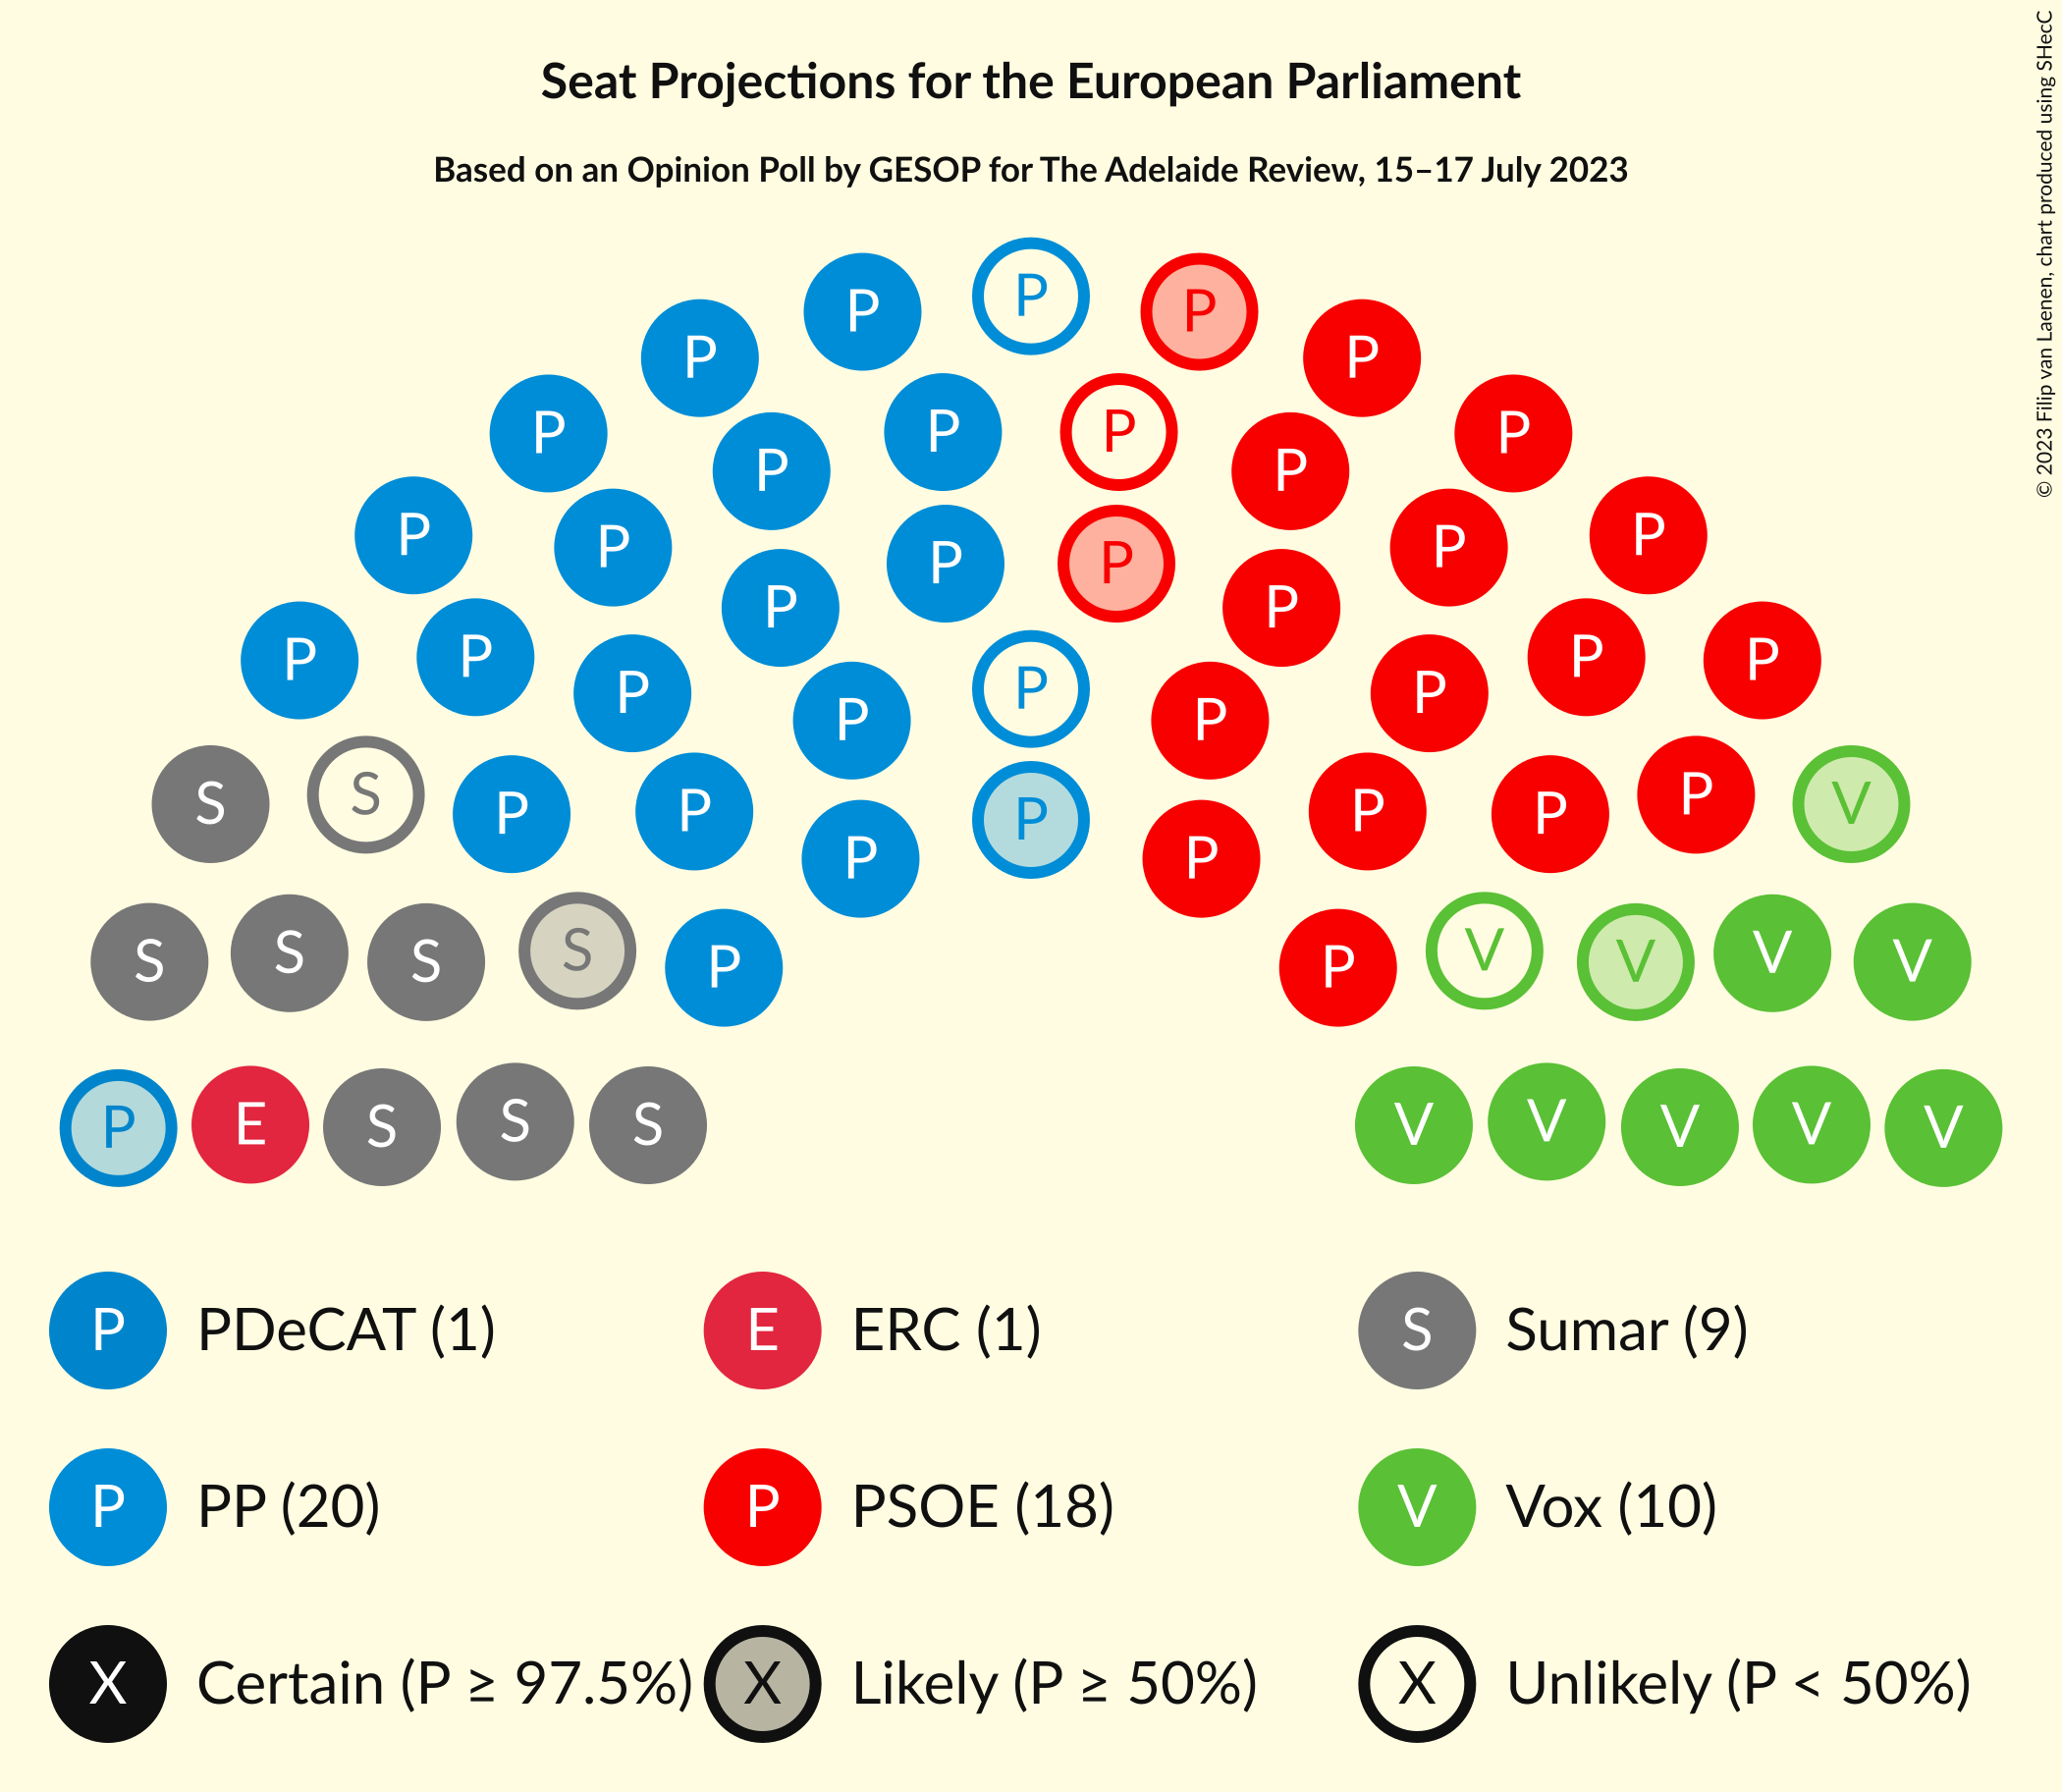 Seat Projections for the European Parliament
Based on an Opinion Poll by GESOP for The Adelaide Review, 15–17 July 2023
© 2023 Filip van Laenen, chart produced using SHecC
P P P
P P
P P P P
P P
P P P P P P
P P
P P P P P P P
P P
S S P P P P P P V
P P
S S S S P P V V V V
P E S S S V V V V V
P PDeCAT (1) E ERC (1) S Sumar (9)
P PP (20) P PSOE (18) V Vox (10)
X Certain (P ≥ 97.5%) X Likely (P ≥ 50%) X Unlikely (P < 50%)